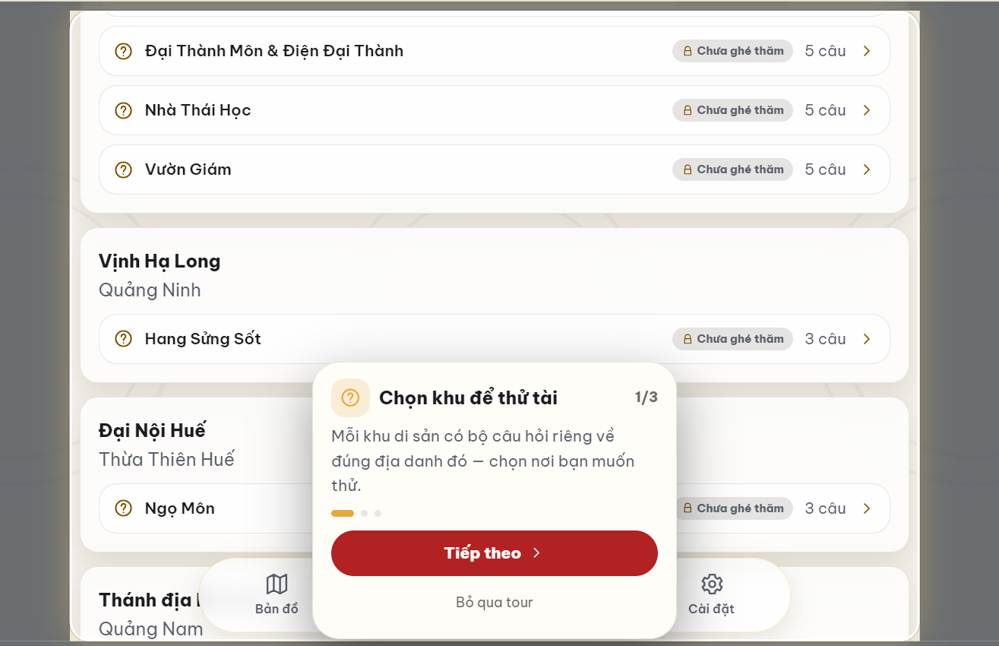 Đại Thành Môn & Điện Đại Thành
Chưa ghé thăm
5 câu
Nhà Thái Học
Chưa ghé thăm
5 câu
Vườn Giám
Chưa ghé thăm
5 câu
Vịnh Hạ Long
Quảng Ninh
Hang Sửng Sốt
Chưa ghé thăm
3 câu
Đại Nội Huế
Thừa Thiên Huế
Ngọ Môn
Chưa ghé thăm
3 câu
Chọn khu để thử tài
1/3
Mỗi khu di sản có bộ câu hỏi riêng về
đúng địa danh đó — chọn nơi bạn muốn
thử.
Tiếp theo
Bỏ qua tour
Thánh địa
Quảng Nam
Bản đồ
Cài đặt